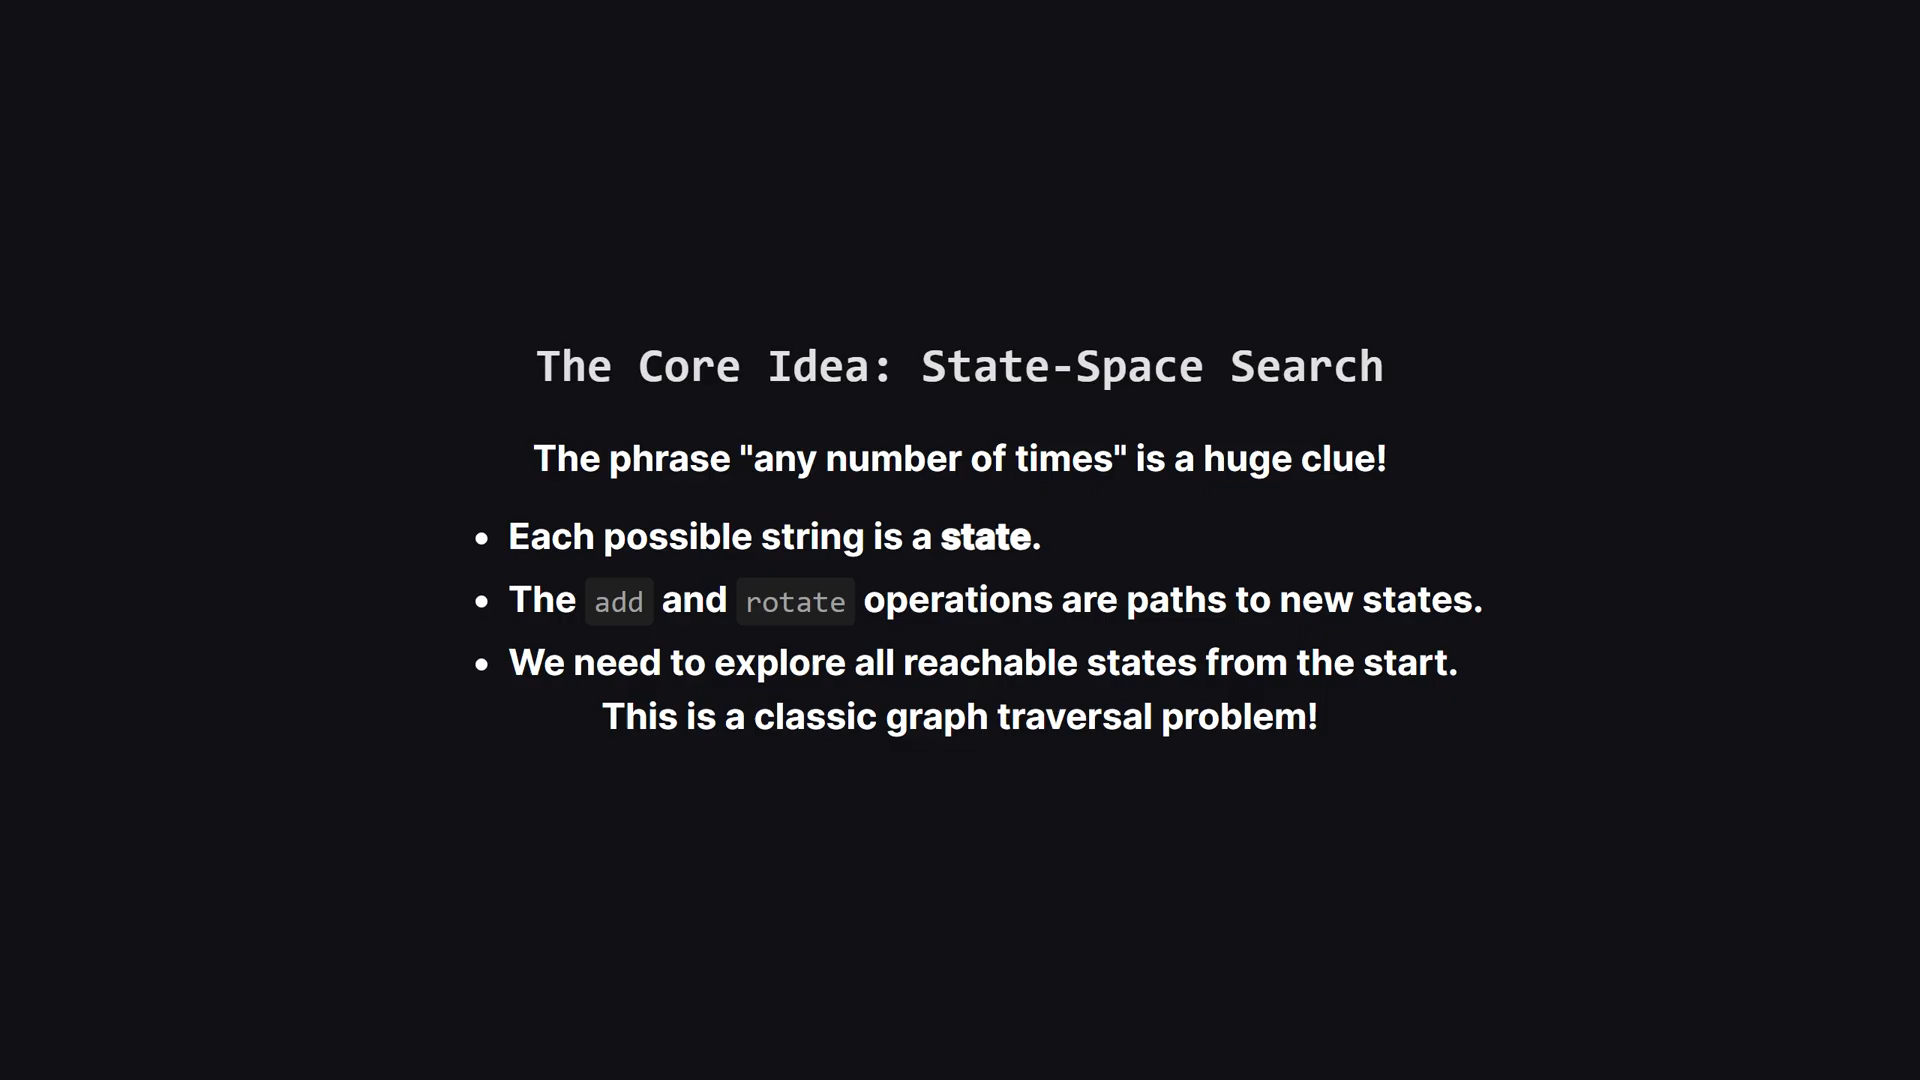 The Core Idea: State-Space Search
The phrase "any number of times" is a huge clue!
• Each possible string is a state.
• The add and rotate operations are paths to new states.
• We need to explore all reachable states from the start.
This is a classic graph traversal problem!